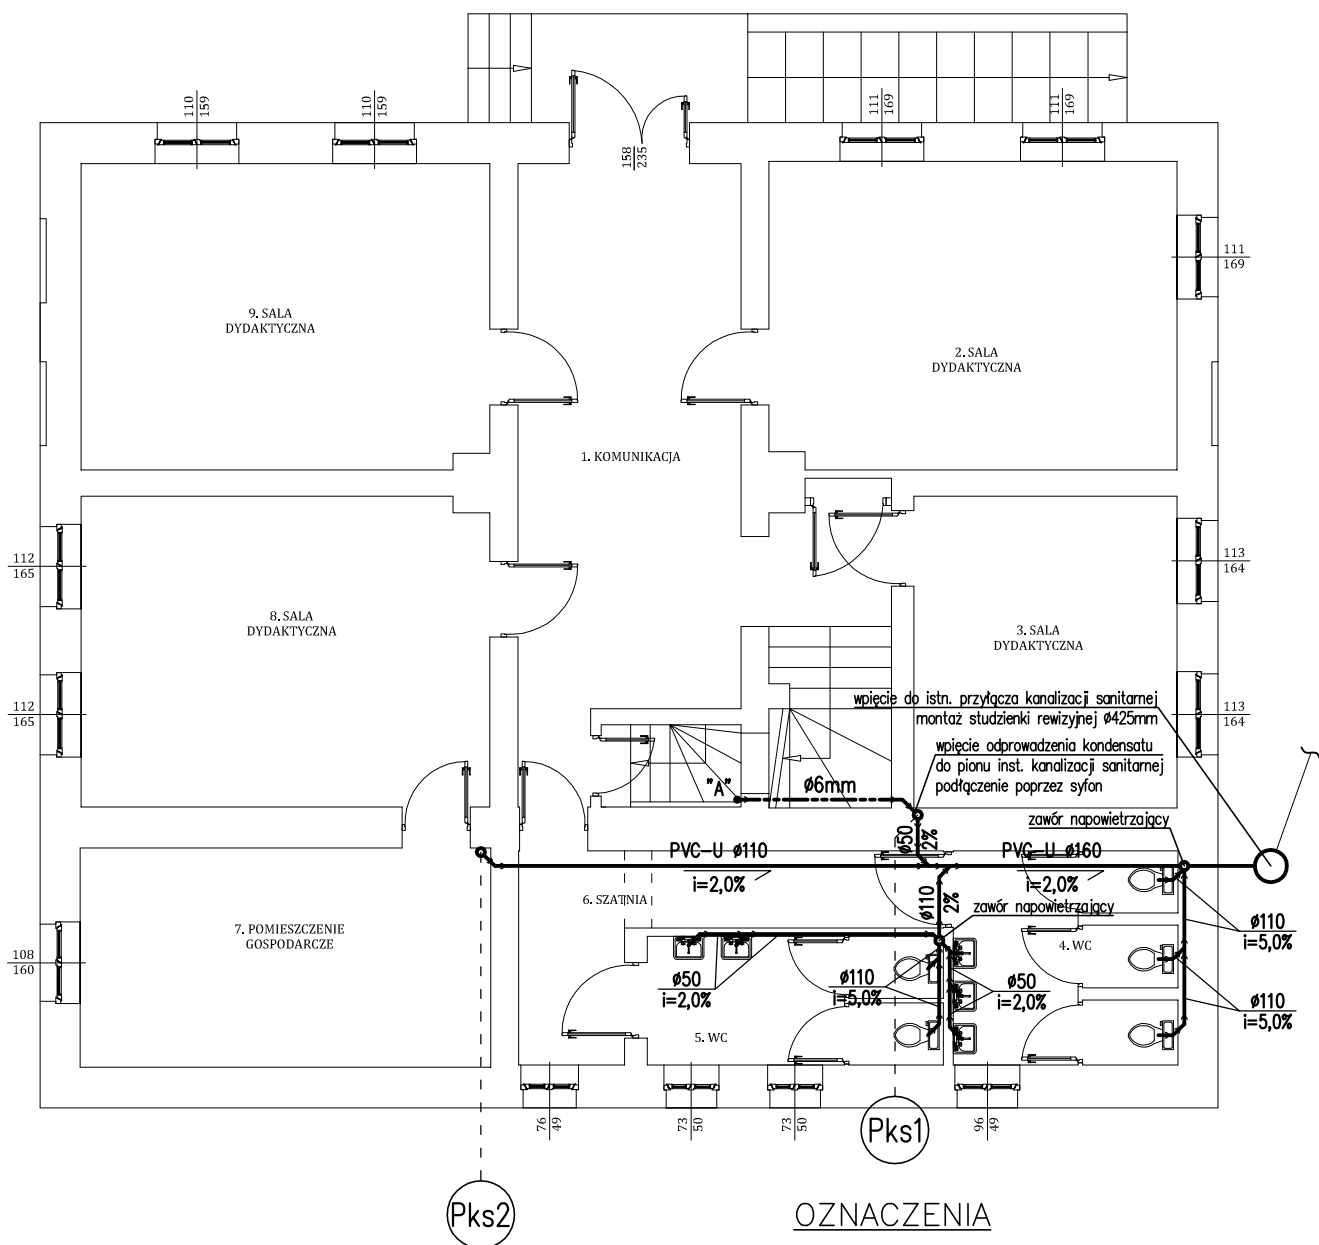 110
159
110
159
158
235
111
169
111
169
111
169
9. SALA
DYDAKTYCZNA
2. SALA
DYDAKTYCZNA
1. KOMUNIKACJA
112
165
113
164
8. SALA
DYDAKTYCZNA
3. SALA
DYDAKTYCZNA
112
165
113
164
wpięcie do istn. przyłącza kanalizacji sanitarnej
montaż studzienki rewizyjnej Ø425mm
wpięcie odprowadzenia kondensatu
do pionu inst. kanalizacji sanitarnej
podłączenie poprzez syfon
"A"
Ø6mm
zawór napowietrzający
Ø50
2%
PVC-U Ø110
i=2,0%
PVC-U Ø160
i=2,0%
6. SZATNIA
Ø110
2%
zawór napowietrzający
Ø110
i=5,0%
7. POMIESZCZENIE
GOSPODARCZE
4. WC
108
160
Ø50
i=2,0%
Ø110
i=5,0%
Ø50
i=2,0%
Ø110
i=5,0%
5. WC
76
49
73
50
73
50
96
49
Pks1
Pks2
OZNACZENIA